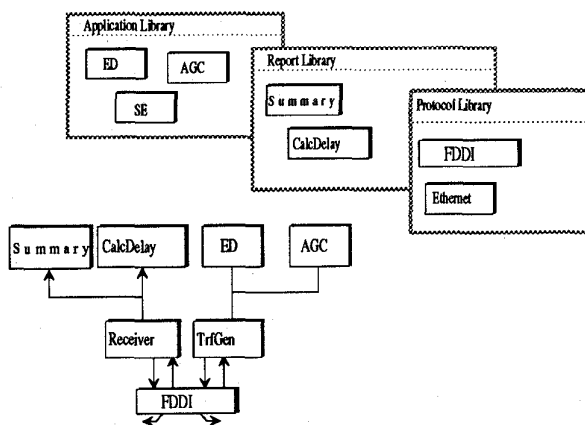 Application Library
ED
AGC
SE
Report Library
Summary
CalcDelay
Protocol Library
FDDI
Ethernet
Summary
CalcDelay
ED
AGC
Receiver
TrfGen
FDDI